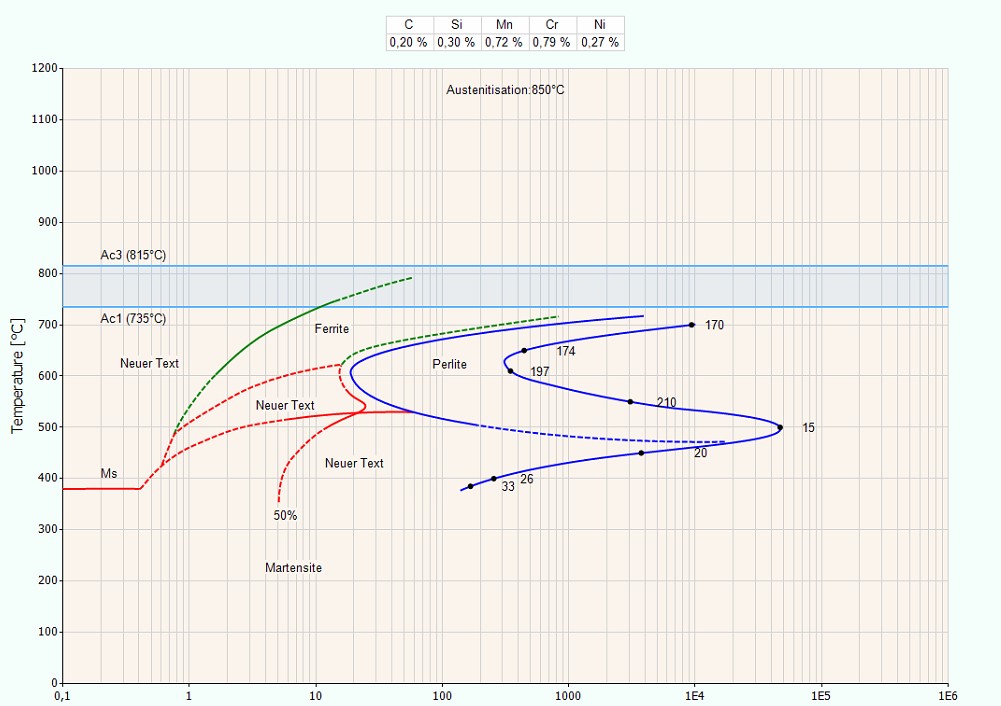 C Si Mn Cr Ni
0,20 % 0,30 % 0,72 % 0,79 % 0,27 %
1200
Austenitisation:850°C
1100
1000
900
Ac3 (815°C)
800
Ac1 (735°C)
700
170
Ferrite
174
Neuer Text
Perlite
197
600
Neuer Text
210
500
15
20
Neuer Text
Ms
26
33
400
50%
300
Martensite
200
100
0
Temperature [°C]
0,1 1 10 100 1000 1E4 1E5 1E6